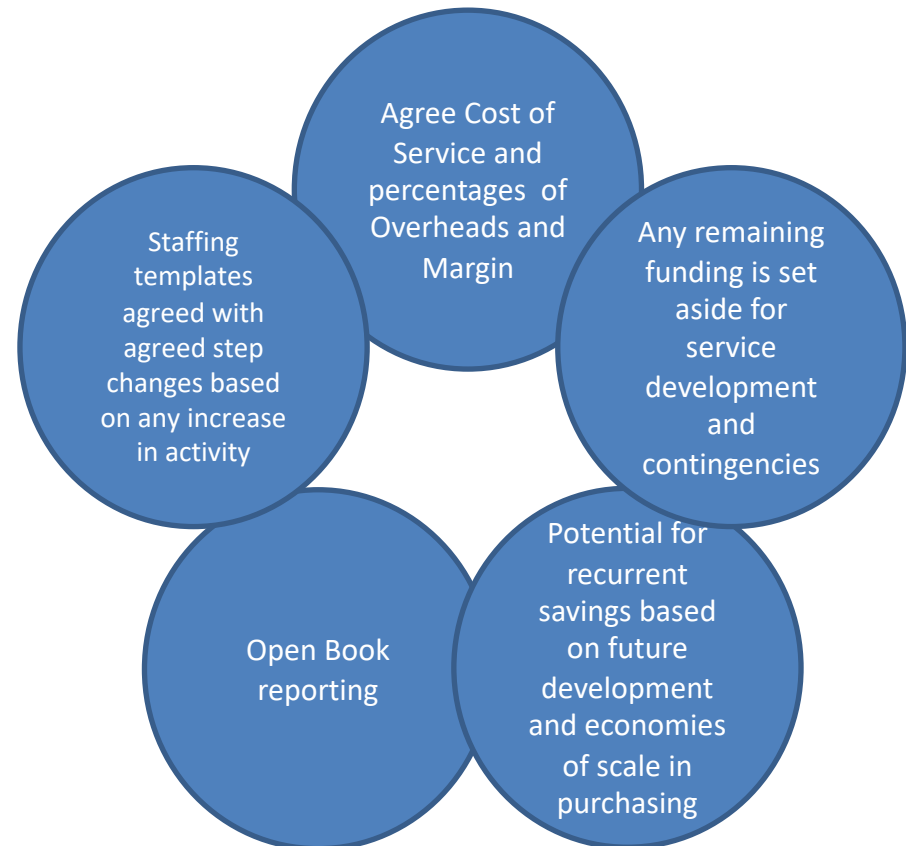 Agree Cost of
Service and
percentages of
Overheads and
Margin
Any remaining
funding is set
aside for
service
development
and
contingencies
Potential for
recurrent
savings based
on future
development
and economies
of scale in
purchasing
Open Book
reporting
Staffing
templates
agreed with
agreed step
changes based
on any increase
in activity